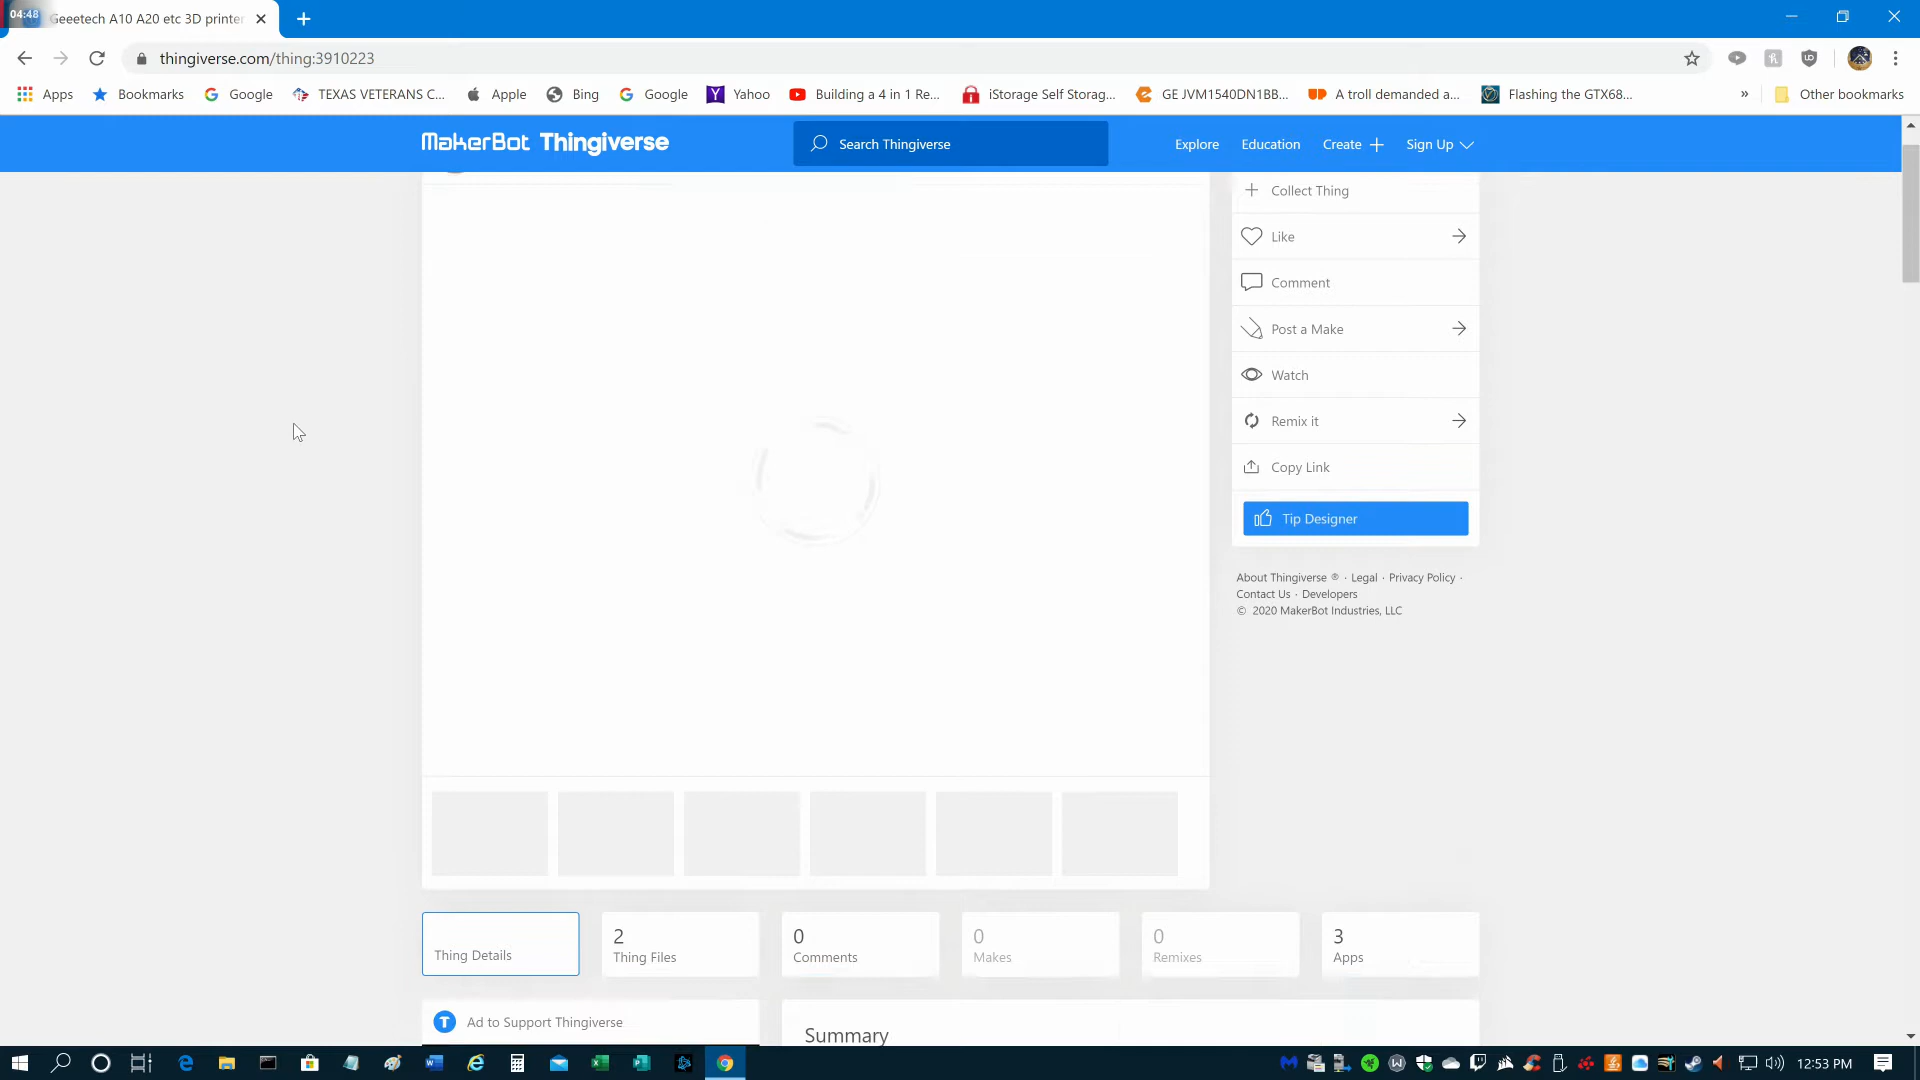 04:48
Geeetech A10 A20 etc 3D printer
thingiverse.com/thing:3910223
Apps Bookmarks Google TEXAS VETERANS C... Apple Bing Google Yahoo Building a 4 in 1 Re... iStorage Self Storag... GE JVM1540DN1BB... A troll demanded a... Flashing the GTX68... » Other bookmarks
MakerBot Thingiverse Search Thingiverse Explore Education Create Sign Up
Collect Thing
Like
Comment
Post a Make
Watch
Remix it
Copy Link
Tip Designer
About Thingiverse ® · Legal · Privacy Policy ·
Contact Us · Developers
© 2020 MakerBot Industries, LLC
2 0 0 0 3
Thing Details Thing Files Comments Makes Remixes Apps
Ad to Support Thingiverse
Summary
12:53 PM